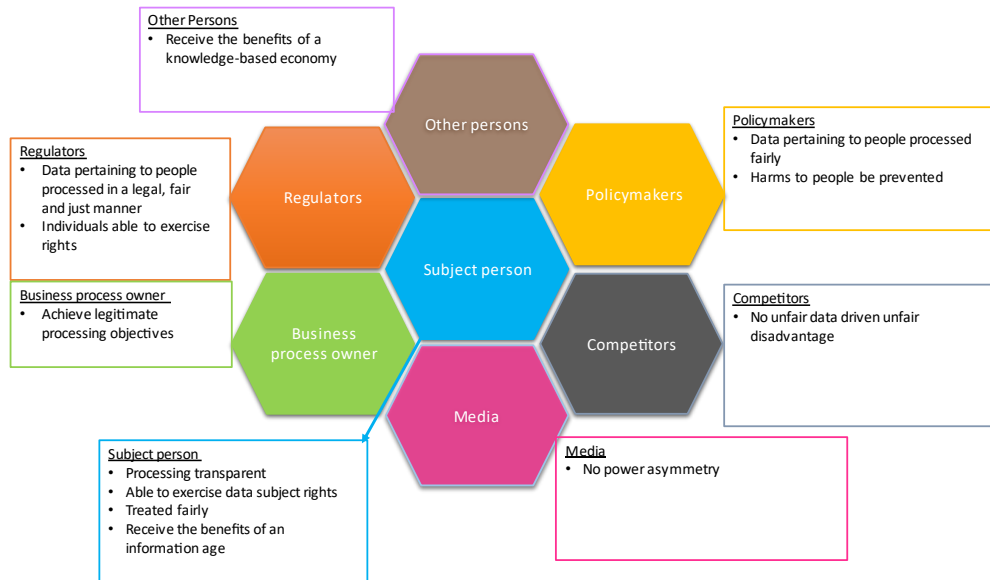 Other Persons
• Receive the benefits of a
knowledge-based economy
Other persons
Policymakers
• Data pertaining to people processed
fairly
• Harms to people be prevented
Regulators
• Data pertaining to people
processed in a legal, fair
and just manner
• Individuals able to exercise
rights
Regulators
Policymakers
Subject person
Business process owner
• Achieve legitimate
processing objectives
Business
process owner
Competitors
Competitors
• No unfair data driven unfair
disadvantage
Media
Subject person
• Processing transparent
• Able to exercise data subject rights
• Treated fairly
• Receive the benefits of an
information age
Media
• No power asymmetry